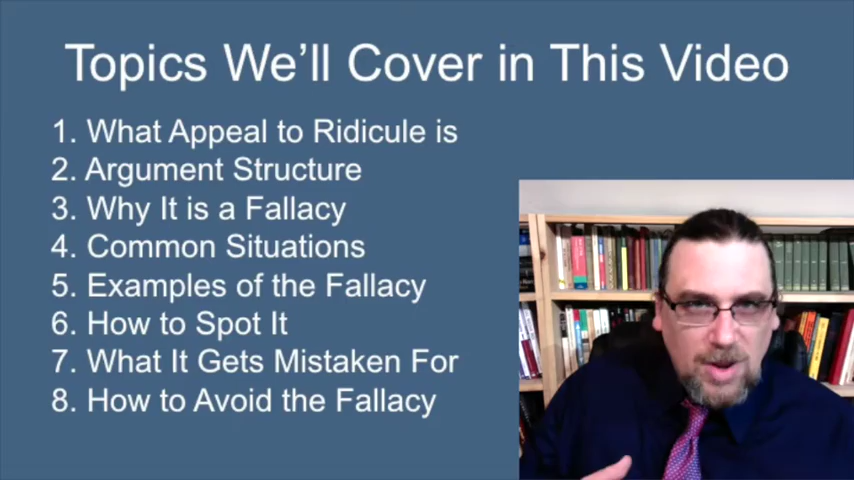 Topics We'll Cover in This Video
1. What Appeal to Ridicule is
2. Argument Structure
3. Why It is a Fallacy
4. Common Situations
5. Examples of the Fallacy
6. How to Spot It
7. What It Gets Mistaken For
8. How to Avoid the Fallacy